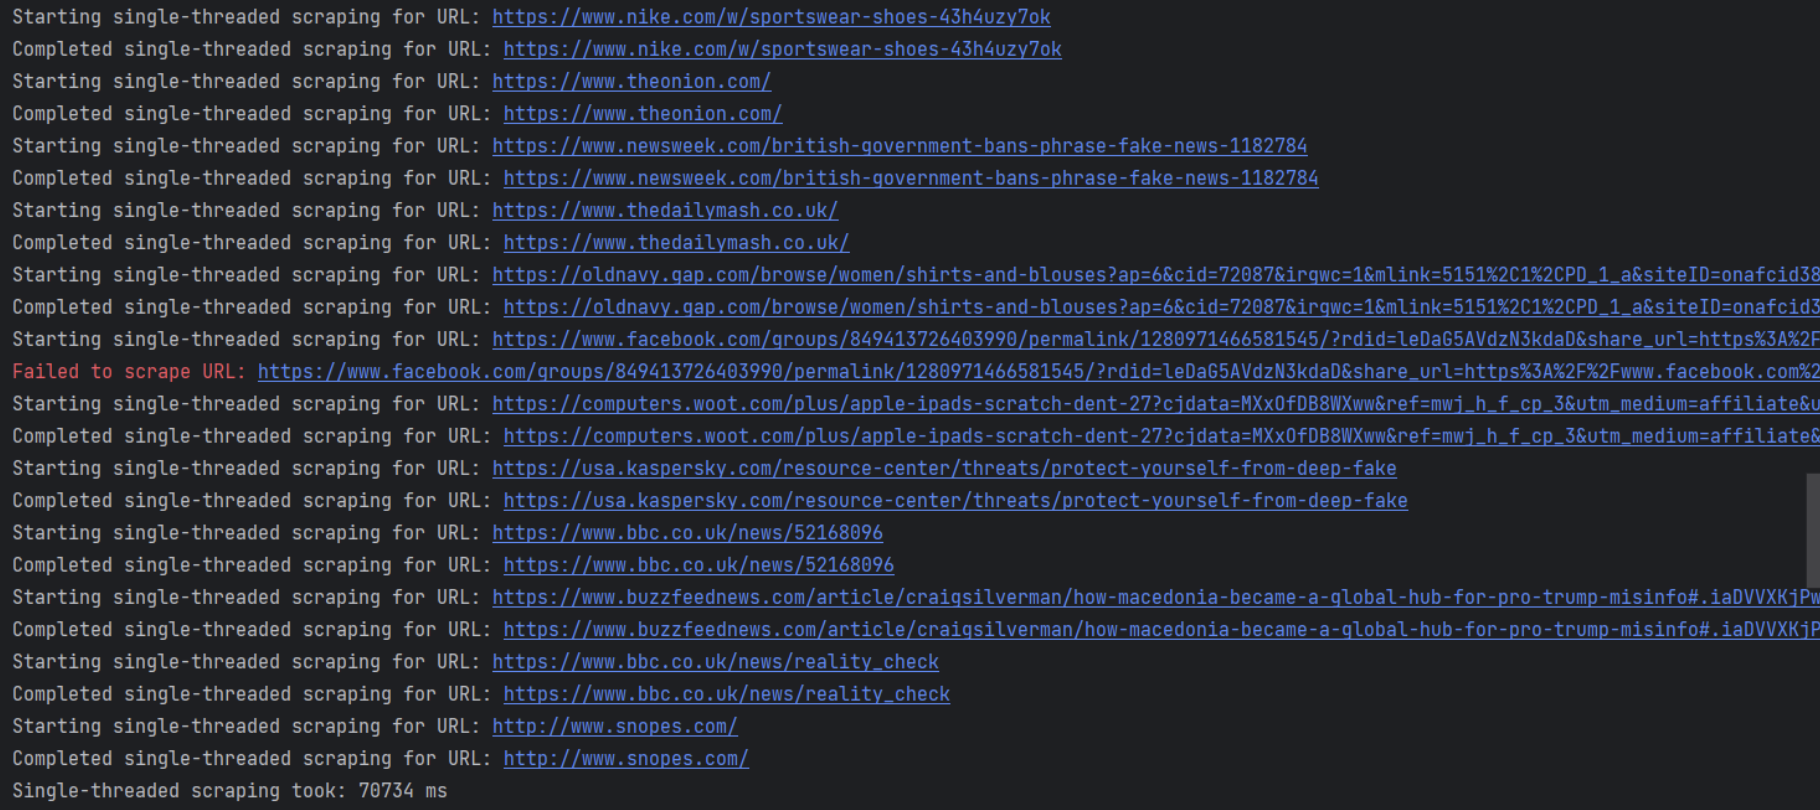 Starting single-threaded scraping for URL: https://www.nike.com/w/sportswear-shoes-43h4uzy7ok
Completed single-threaded scraping for URL: https://www.nike.com/w/sportswear-shoes-43h4uzy7ok
Starting single-threaded scraping for URL: https://www.theonion.com/
Completed single-threaded scraping for URL: https://www.theonion.com/
Starting single-threaded scraping for URL: https://www.newsweek.com/british-government-bans-phrase-fake-news-1182784
Completed single-threaded scraping for URL: https://www.newsweek.com/british-government-bans-phrase-fake-news-1182784
Starting single-threaded scraping for URL: https://www.thedailymash.co.uk/
Completed single-threaded scraping for URL: https://www.thedailymash.co.uk/
Starting single-threaded scraping for URL: https://oldnavy.gap.com/browse/women/shirts-and-blouses?ap=6&cid=72087&irgwc=1&mlink=5151%2C1%2CPD_1_a&siteID=onafcid38
Completed single-threaded scraping for URL: https://oldnavy.gap.com/browse/women/shirts-and-blouses?ap=6&cid=72087&irgwc=1&mlink=5151%2C1%2CPD_1_a&siteID=onafcid3
Starting single-threaded scraping for URL: https://www.facebook.com/groups/849413726403990/permalink/1280971466581545/?rdid=leDaG5AVdzN3kdaD&share_url=https%3A%2F
Failed to scrape URL: https://www.facebook.com/groups/849413726403990/permalink/1280971466581545/?rdid=leDaG5AVdzN3kdaD&share_url=https%3A%2F%2Fwww.facebook.com%2
Starting single-threaded scraping for URL: https://computers.woot.com/plus/apple-ipads-scratch-dent-27?cjdata=MXxOfDB8WXww&ref=mwj_h_f_cp_3&utm_medium=affiliate&u
Completed single-threaded scraping for URL: https://computers.woot.com/plus/apple-ipads-scratch-dent-27?cjdata=MXxOfDB8WXww&ref=mwj_h_f_cp_3&utm_medium=affiliate&
Starting single-threaded scraping for URL: https://usa.kaspersky.com/resource-center/threats/protect-yourself-from-deep-fake
Completed single-threaded scraping for URL: https://usa.kaspersky.com/resource-center/threats/protect-yourself-from-deep-fake
Starting single-threaded scraping for URL: https://www.bbc.co.uk/news/52168096
Completed single-threaded scraping for URL: https://www.bbc.co.uk/news/52168096
Starting single-threaded scraping for URL: https://www.buzzfeednews.com/article/craigsilverman/how-macedonia-became-a-global-hub-for-pro-trump-misinfo#.iaDVVXKjPw
Completed single-threaded scraping for URL: https://www.buzzfeednews.com/article/craigsilverman/how-macedonia-became-a-global-hub-for-pro-trump-misinfo#.iaDVVXKjP
Starting single-threaded scraping for URL: https://www.bbc.co.uk/news/reality_check
Completed single-threaded scraping for URL: https://www.bbc.co.uk/news/reality_check
Starting single-threaded scraping for URL: http://www.snopes.com/
Completed single-threaded scraping for URL: http://www.snopes.com/
Single-threaded scraping took: 70734 ms